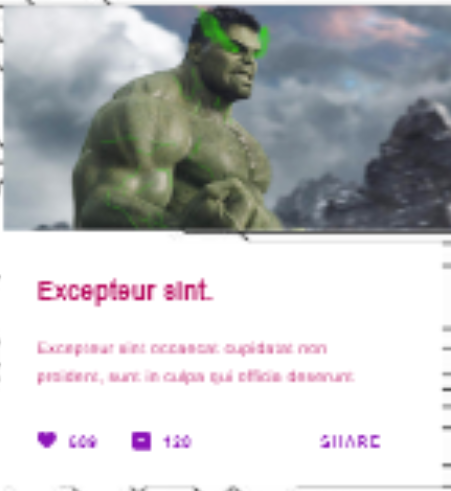 Excepteur sint.
Excepteur sint occaecat cupidatat non
proident, sunt in culpa qui officia deserunt
609 120 SHARE